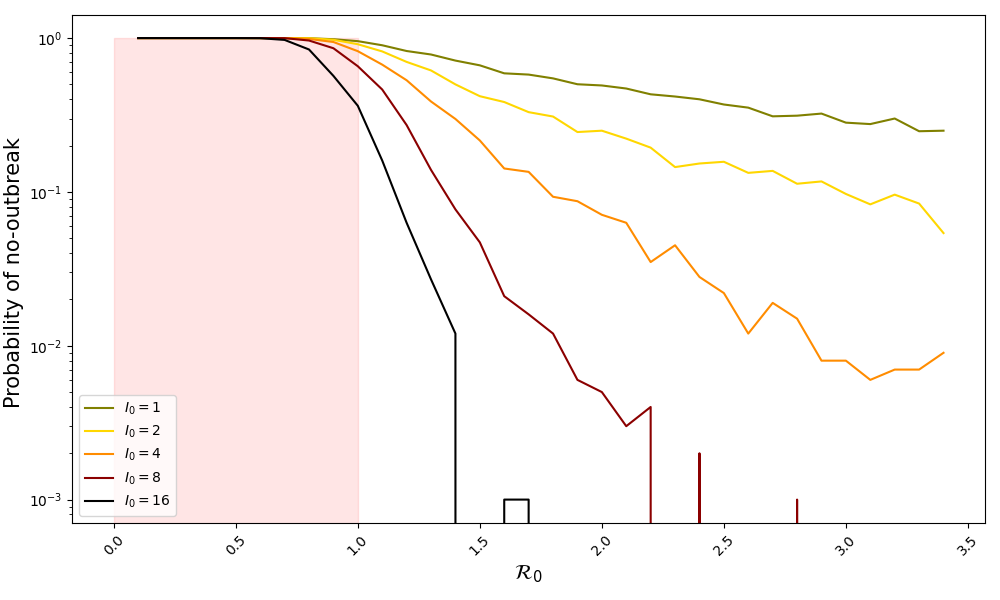 Probability of no-outbreak
10⁰
10⁻¹
10⁻²
10⁻³
I₀ = 1
I₀ = 2
I₀ = 4
I₀ = 8
I₀ = 16
0.0 0.5 1.0 1.5 2.0 2.5 3.0 3.5
ℛ₀